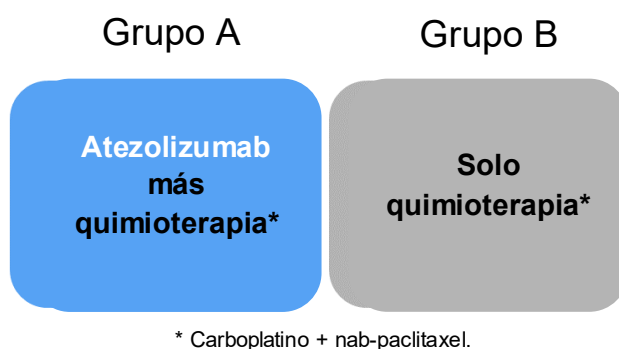 Grupo A
Grupo B
Atezolizumab
más
quimioterapia*
Solo
quimioterapia*
* Carboplatino + nab-paclitaxel.